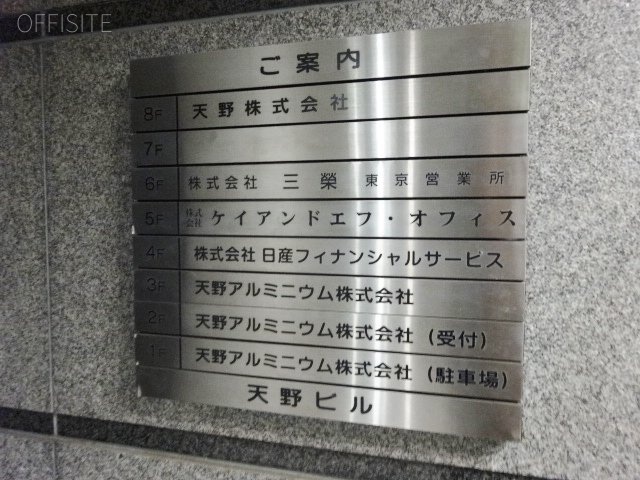 OFFISITE
ご案内
8F 天野株式会社
7F
6F 株式会社 三榮 東京営業所
5F 株式会社 ケイアンドエフ・オフィス
4F 株式会社 日産フィナンシャルサービス
3F 天野アルミニウム株式会社
2F 天野アルミニウム株式会社(受付)
1F 天野アルミニウム株式会社(駐車場)
天野ビル